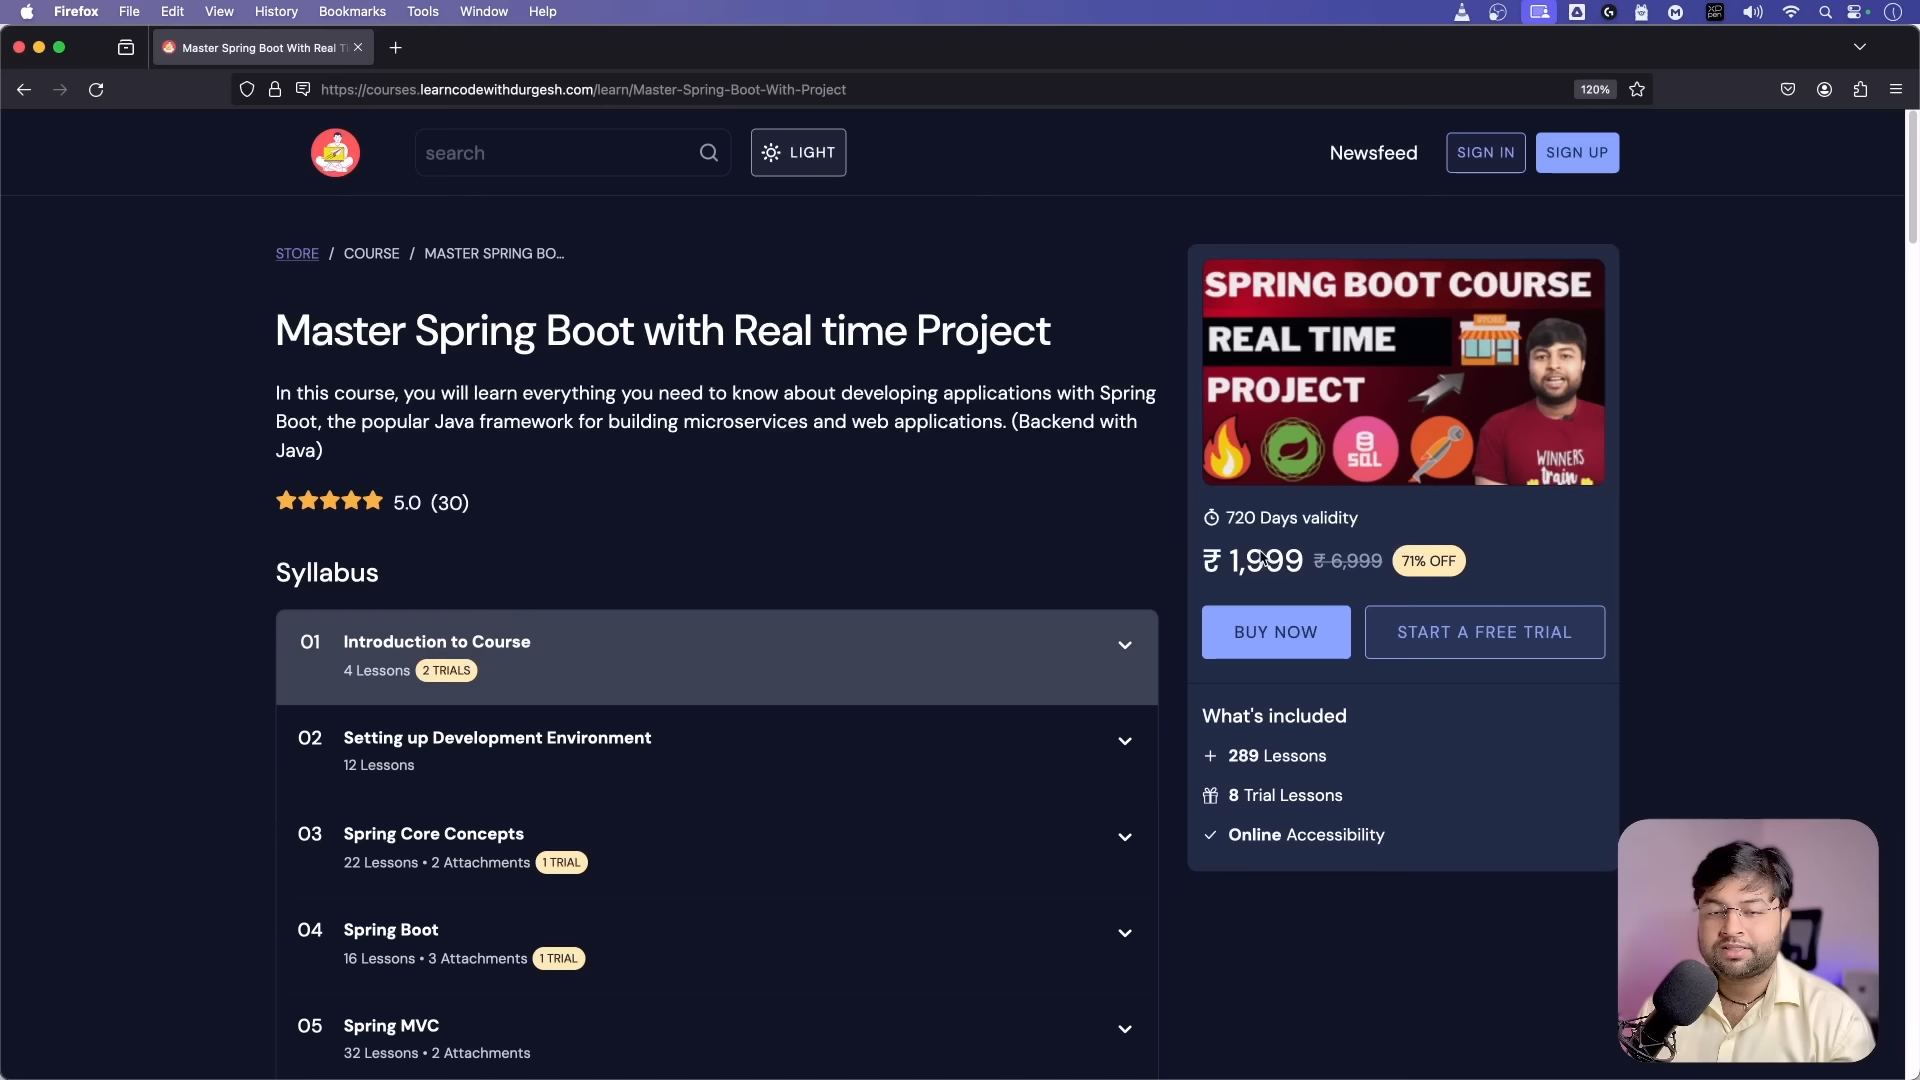 Firefox File Edit View History Bookmarks Tools Window Help
Master Spring Boot With Real Ti
https://courses.learncodewithdurgesh.com/learn/Master-Spring-Boot-With-Project
120%
search
LIGHT
Newsfeed
SIGN IN
SIGN UP
STORE / COURSE / MASTER SPRING BO...
Master Spring Boot with Real time Project
In this course, you will learn everything you need to know about developing applications with Spring
Boot, the popular Java framework for building microservices and web applications. (Backend with
Java)
5.0 (30)
Syllabus
01 Introduction to Course
4 Lessons 2 TRIALS
02 Setting up Development Environment
12 Lessons
03 Spring Core Concepts
22 Lessons • 2 Attachments 1 TRIAL
04 Spring Boot
16 Lessons • 3 Attachments 1 TRIAL
05 Spring MVC
32 Lessons • 2 Attachments
SPRING BOOT COURSE
REAL TIME
STORE
PROJECT
SQL
WINNERS
train
720 Days validity
₹ 1,999 ₹ 6,999 71% OFF
BUY NOW
START A FREE TRIAL
What's included
+ 289 Lessons
8 Trial Lessons
Online Accessibility